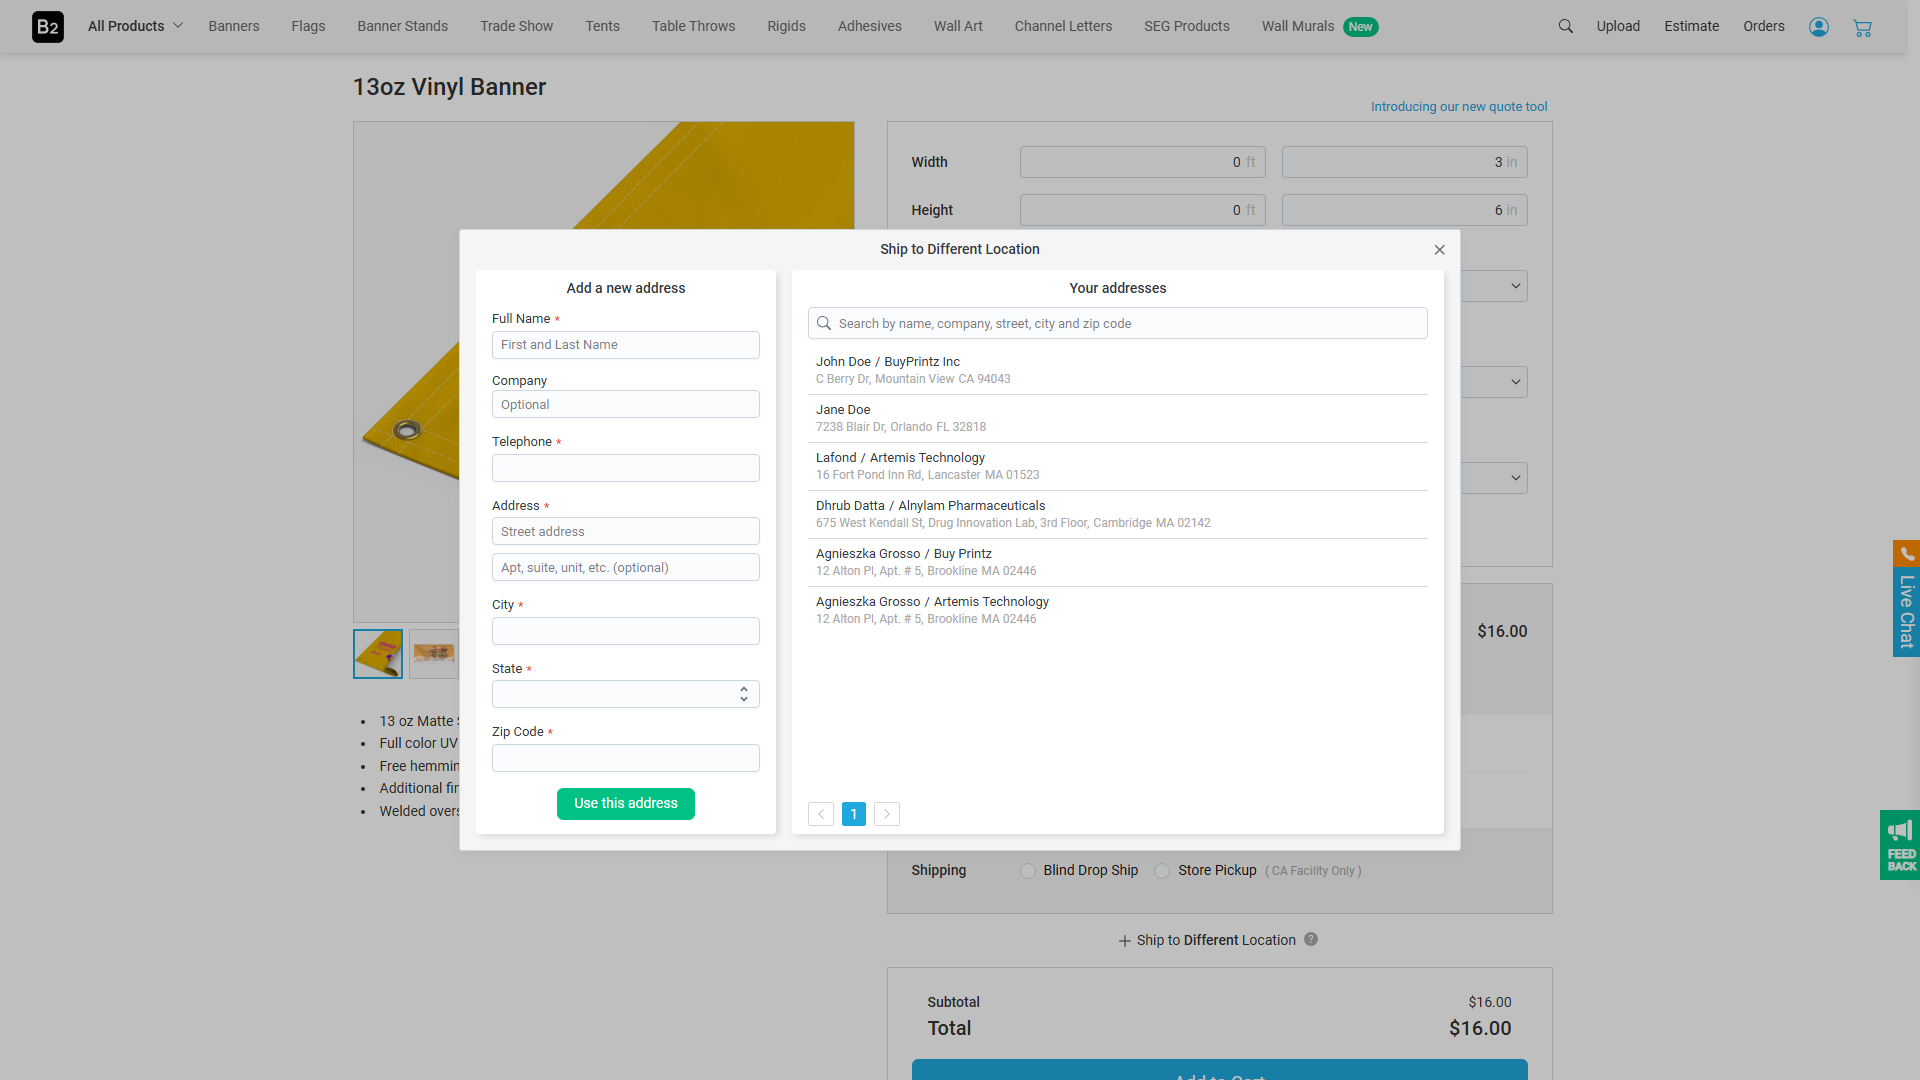 B2 All Products Banners Flags Banner Stands Trade Show Tents Table Throws Rigids Adhesives Wall Art Channel Letters SEG Products Wall Murals New Upload Estimate Orders
13oz Vinyl Banner
Introducing our new quote tool
Width 0 ft 3 in
Height 0 ft 6 in
Ship to Different Location
Add a new address
Full Name *
First and Last Name
Company
Optional
Telephone *
Address *
Street address
Apt, suite, unit, etc. (optional)
City *
State *
Zip Code *
Use this address
Your addresses
Search by name, company, street, city and zip code
John Doe / BuyPrintz Inc
C Berry Dr, Mountain View CA 94043
Jane Doe
7238 Blair Dr, Orlando FL 32818
Lafond / Artemis Technology
16 Fort Pond Inn Rd, Lancaster MA 01523
Dhrub Datta / Alnylam Pharmaceuticals
675 West Kendall St, Drug Innovation Lab, 3rd Floor, Cambridge MA 02142
Agnieszka Grosso / Buy Printz
12 Alton Pl, Apt. # 5, Brookline MA 02446
Agnieszka Grosso / Artemis Technology
12 Alton Pl, Apt. # 5, Brookline MA 02446
1
$16.00
13 oz Matte
Full color UV
Free hemmin
Additional fin
Welded overs
Shipping Blind Drop Ship Store Pickup ( CA Facility Only )
+ Ship to Different Location ?
Subtotal $16.00
Total $16.00
Add to Cart
Live Chat
FEED
BACK